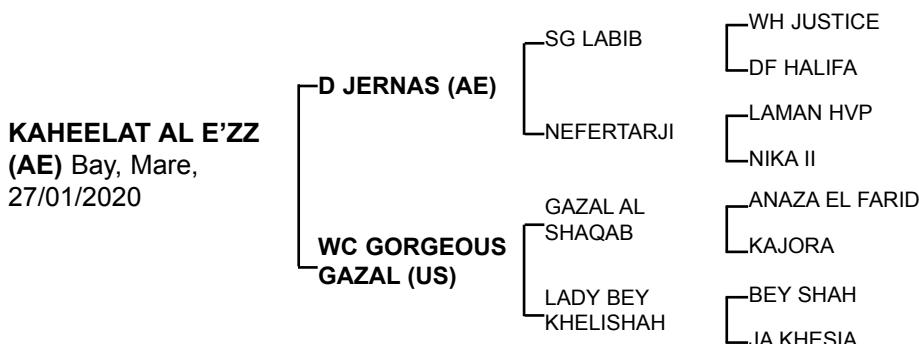 KAHEELAT AL E’ZZ
(AE) Bay, Mare,
27/01/2020
D JERNAS (AE)
WC GORGEOUS
GAZAL (US)
SG LABIB
NEFERTARJI
GAZAL AL
SHAQAB
LADY BEY
KHELISHAH
WH JUSTICE
DF HALIFA
LAMAN HVP
NIKA II
ANAZA EL FARID
KAJORA
BEY SHAH
JA KHESIA